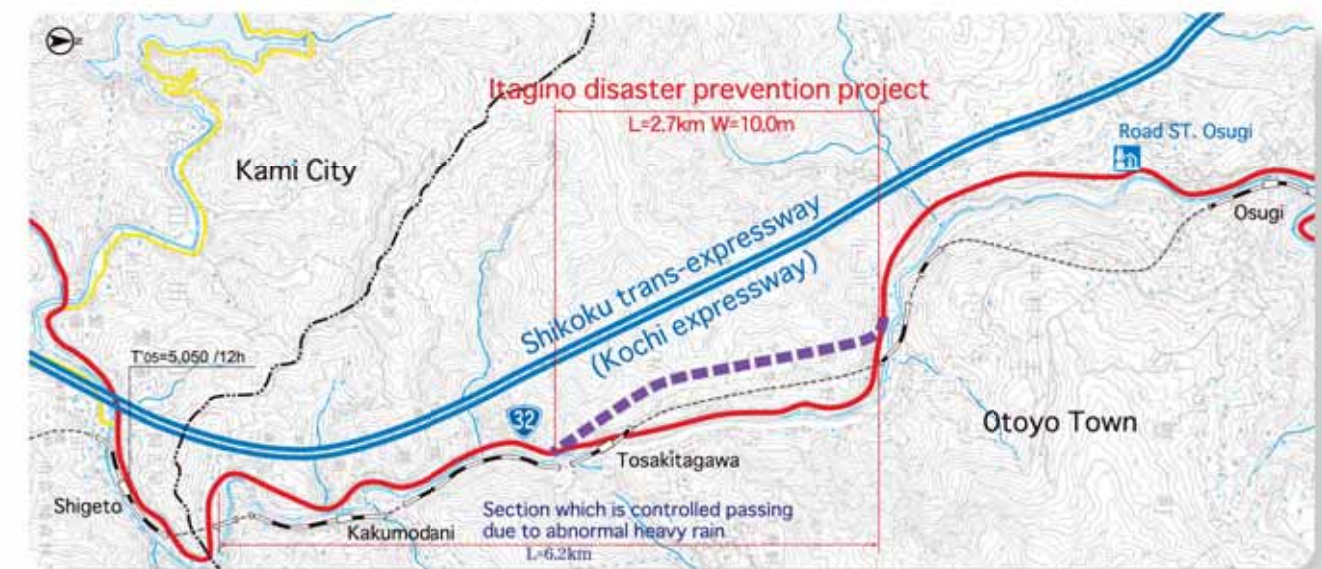 N
Itagino disaster prevention project
L=2.7km W=10.0m
Road ST. Osugi
Kami City
Osugi
Shikoku trans-expressway
(Kochi expressway)
T'05=5,050 /12h
32
Otoyo Town
Tosakitagawa
Shigeto
Section which is controlled passing
due to abnormal heavy rain
Kakumodani
L=6.2km